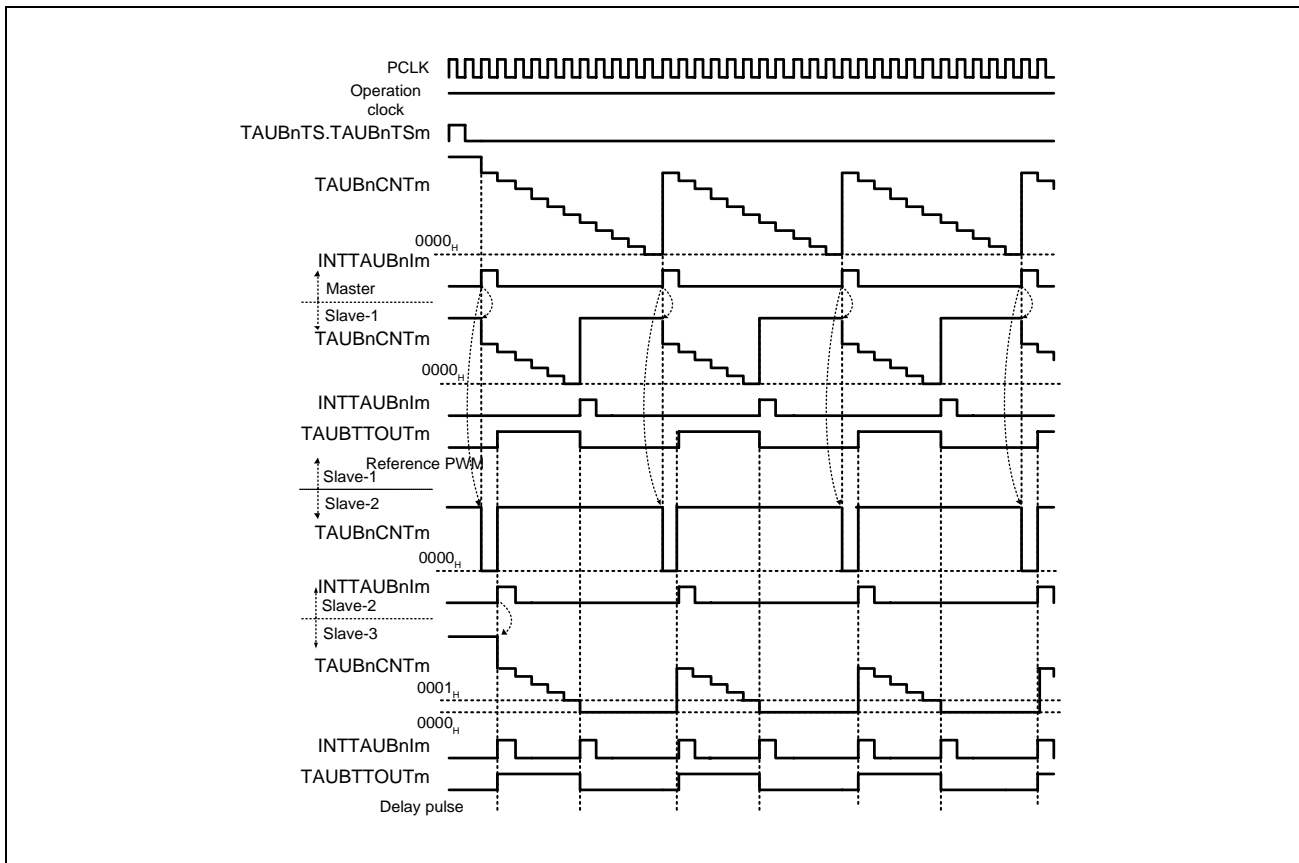 PCLK
Operation
clock
TAUBnTS.TAUBnTSm
TAUBnCNTm
0000H
INTTAUBnIm
Master
Slave-1
TAUBnCNTm
0000H
INTTAUBnIm
TAUBTTOUTm
Reference PWM
Slave-1
Slave-2
TAUBnCNTm
0000H
INTTAUBnIm
Slave-2
Slave-3
TAUBnCNTm
0001H
0000H
INTTAUBnIm
TAUBTTOUTm
Delay pulse